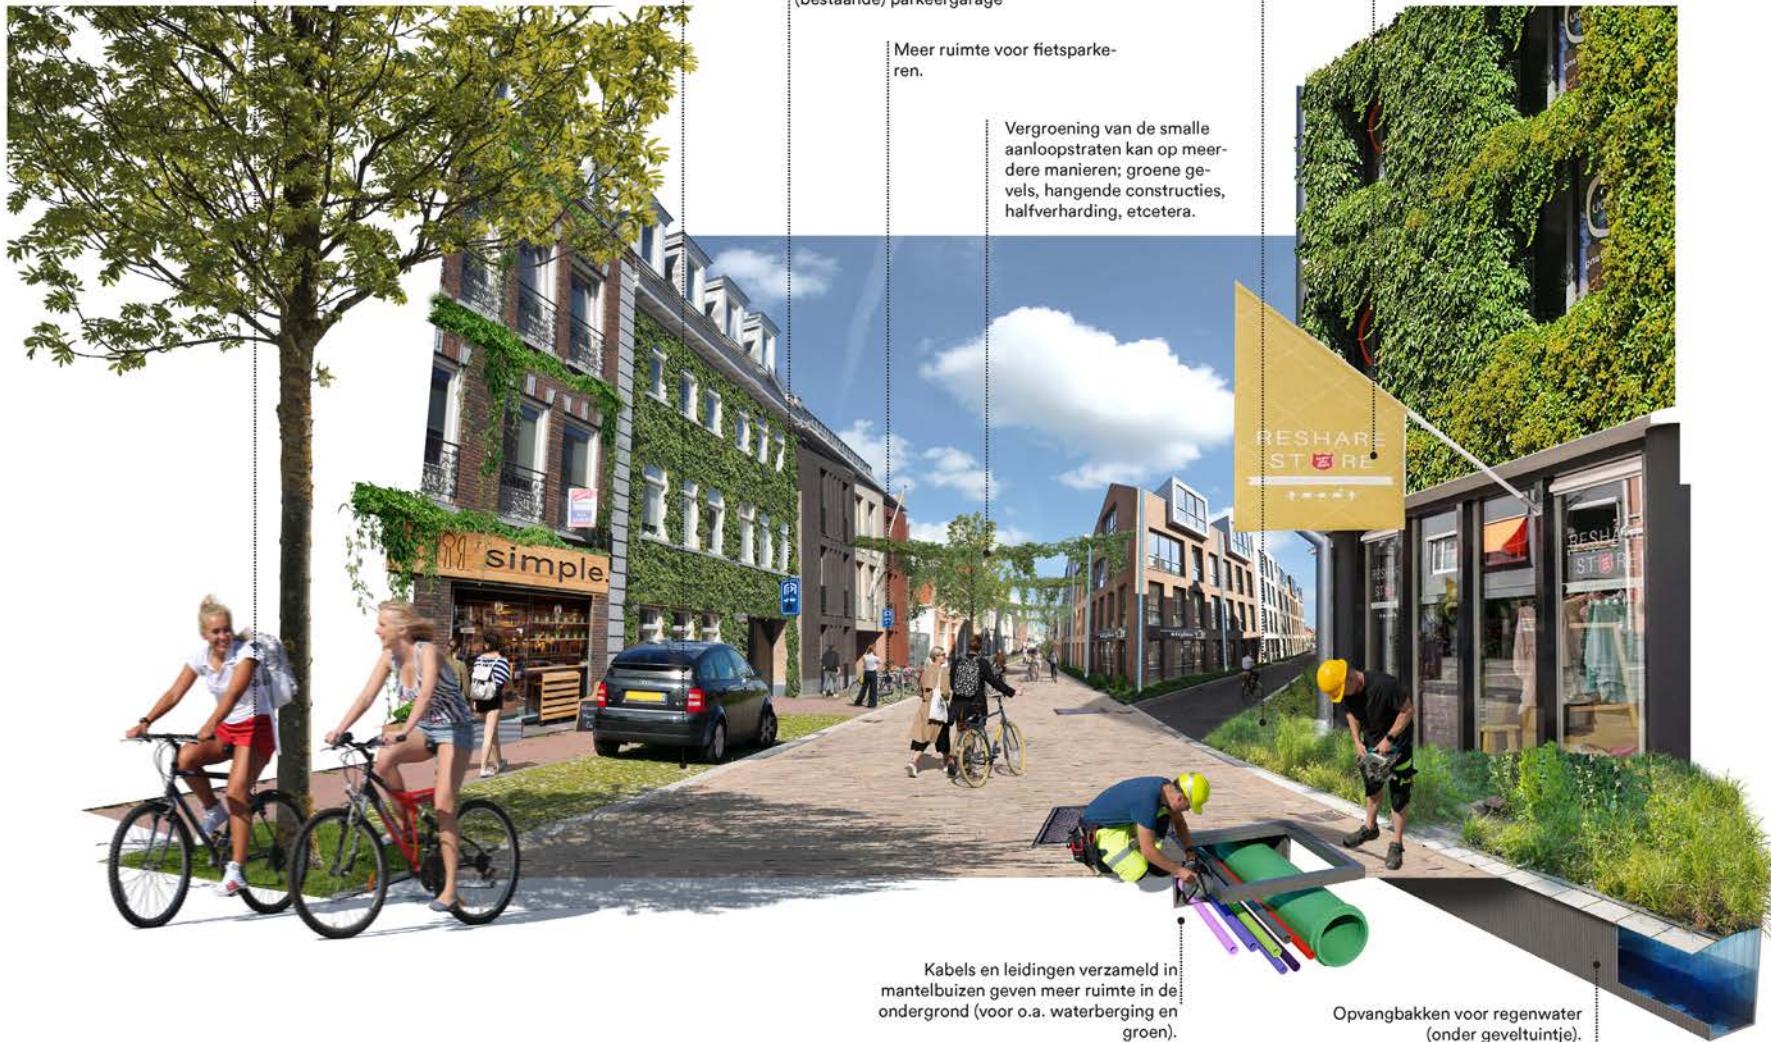 (bestaande) parkeergarage
Meer ruimte voor fietsparke-
ren.
Vergroening van de smalle
aanloopstraten kan op meer-
dere manieren; groene ge-
vels, hangende constructies,
halfverharding, etcetera.
RESHARE
STORE
simple.
RESHARE
STORE
Kabels en leidingen verzameld in
mantelbuizen geven meer ruimte in de
ondergrond (voor o.a. waterberging en
groen).
Opvangbakken voor regenwater
(onder geveltuintje).